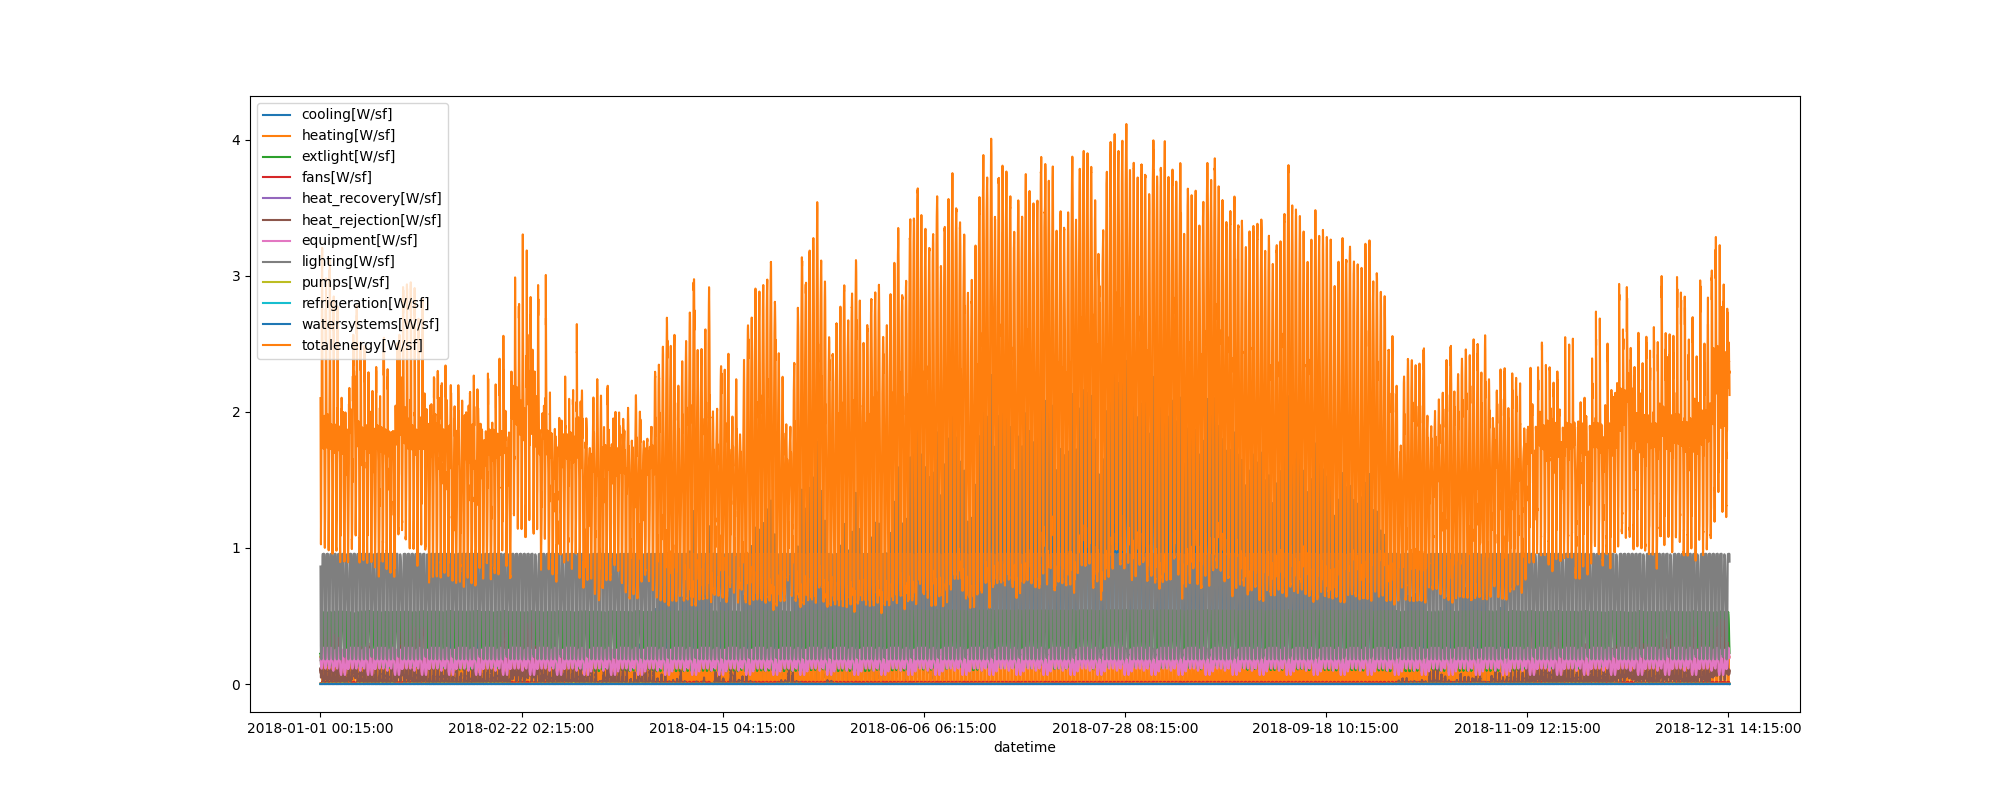 cooling[W/sf]
heating[W/sf]
extlight[W/sf]
fans[W/sf]
heat_recovery[W/sf]
heat_rejection[W/sf]
equipment[W/sf]
lighting[W/sf]
pumps[W/sf]
refrigeration[W/sf]
watersystems[W/sf]
totalenergy[W/sf]
4
3
2
1
0
2018-01-01 00:15:00 2018-02-22 02:15:00 2018-04-15 04:15:00 2018-06-06 06:15:00 2018-07-28 08:15:00 2018-09-18 10:15:00 2018-11-09 12:15:00 2018-12-31 14:15:00
datetime